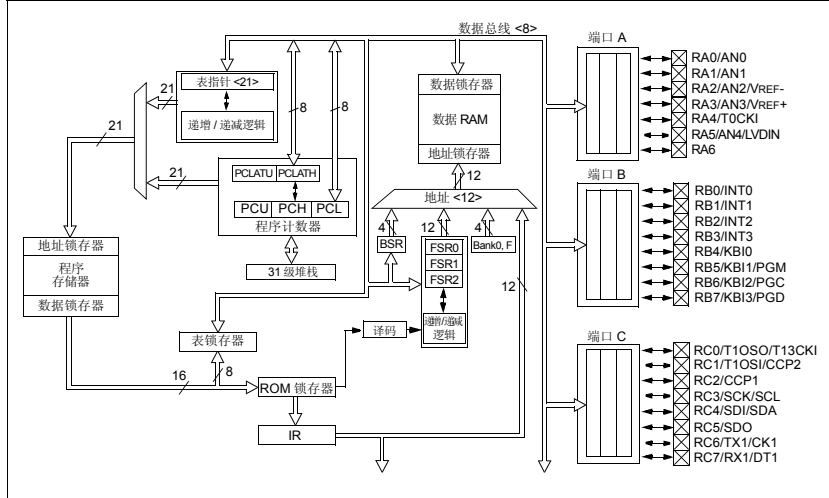 数据总线 <8>
表指针 <21>
21
递增 / 递减逻辑
8
8
21
21
PCLATU PCLATH
PCU PCH PCL
程序计数器
31 级堆栈
地址锁存器
程序
存储器
数据锁存器
表锁存器
16
8
ROM 锁存器
IR
译码
数据锁存器
数据 RAM
地址锁存器
12
地址 <12>
4
12
4
BSR
FSR0
FSR1
FSR2
Bank0, F
12
递增/递减
逻辑
端口 A
RA0/AN0
RA1/AN1
RA2/AN2/VREF-
RA3/AN3/VREF+
RA4/T0CKI
RA5/AN4/LVDIN
RA6
端口 B
RB0/INT0
RB1/INT1
RB2/INT2
RB3/INT3
RB4/KBI0
RB5/KBI1/PGM
RB6/KBI2/PGC
RB7/KBI3/PGD
端口 C
RC0/T1OSO/T13CKI
RC1/T1OSI/CCP2
RC2/CCP1
RC3/SCK/SCL
RC4/SDI/SDA
RC5/SDO
RC6/TX1/CK1
RC7/RX1/DT1